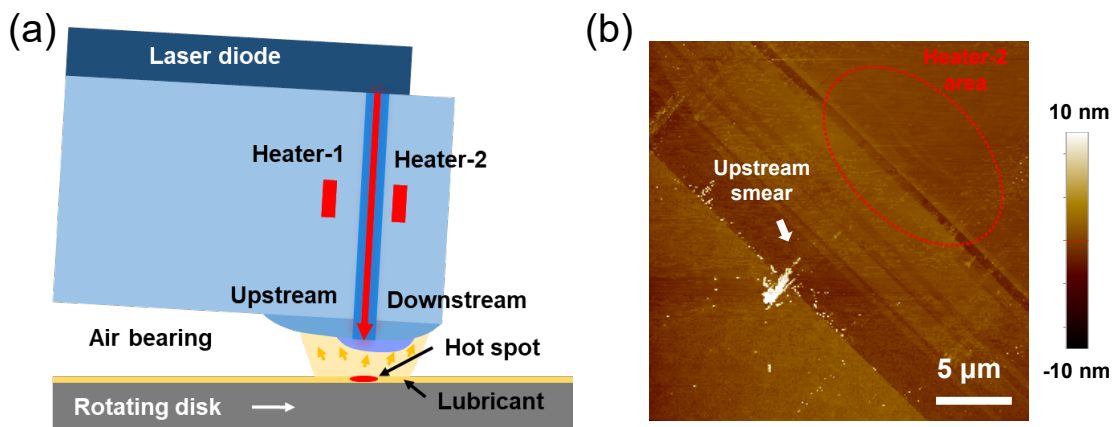 (a)
Laser diode
Heater-1
Heater-2
Upstream
Downstream
Air bearing
Hot spot
Lubricant
Rotating disk
(b)
Heater-2
area
Upstream
smear
5 μm
10 nm
-10 nm